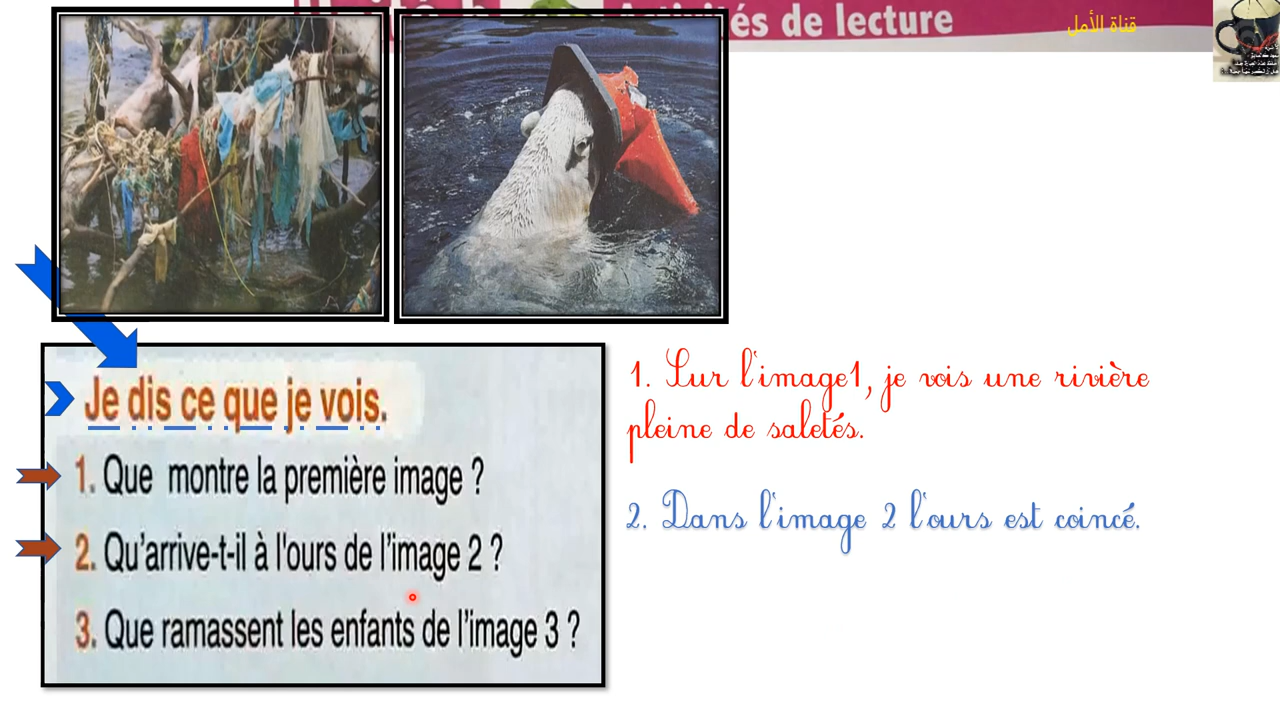 és de lecture
قناة الأمل
Je dis ce que je vois.
1. Que montre la première image ?
2. Qu'arrive-t-il à l'ours de l'image 2 ?
3. Que ramassent les enfants de l'image 3 ?
1. Sur l'image1, je vois une rivière
pleine de saletés.
2. Dans l'image 2 l'ours est coincé.